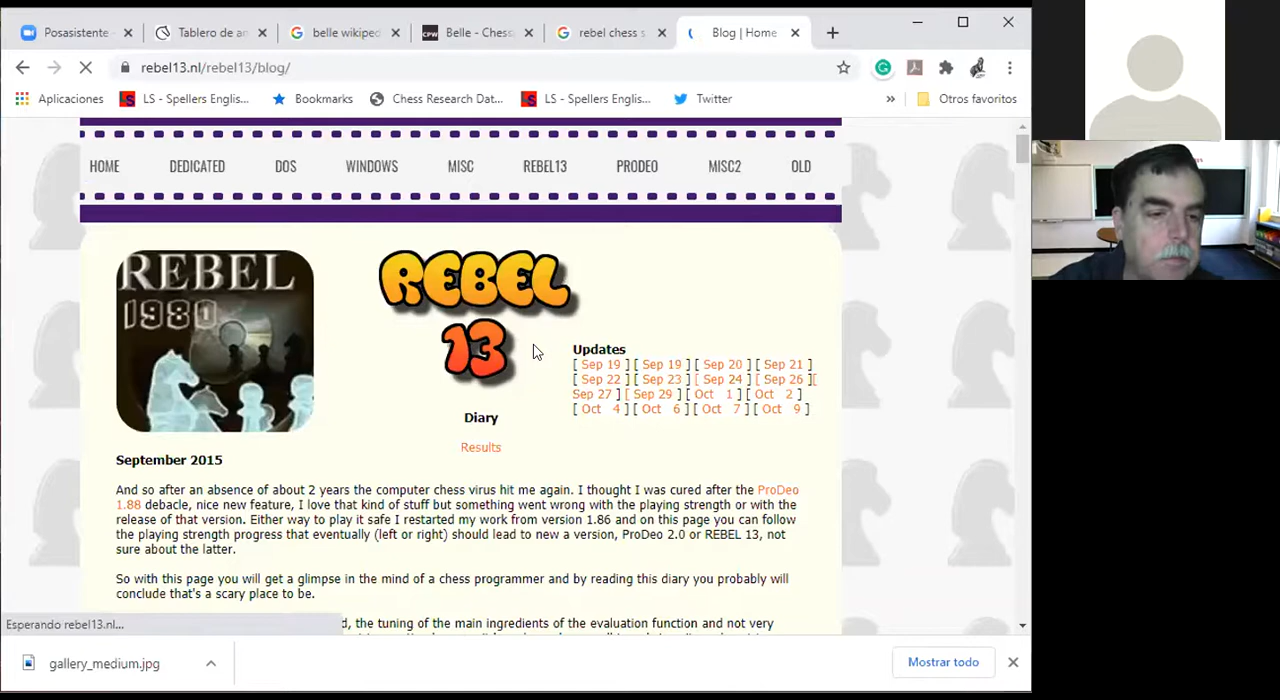 Posasistente - Tablero de an belle wikiped Belle - Chess rebel chess s Blog | Home
rebel13.nl/rebel13/blog/
Aplicaciones LS - Spellers Englis... Bookmarks Chess Research Dat... LS - Spellers Englis... Twitter » Otros favoritos
HOME DEDICATED DOS WINDOWS MISC REBEL13 PRODEO MISC2 OLD
REBEL
1980
REBEL
13
Updates
[ Sep 19 ] [ Sep 19 ] [ Sep 20 ] [ Sep 21 ]
[ Sep 22 ] [ Sep 23 ] [ Sep 24 ] [ Sep 26 ][
Sep 27 ] [ Sep 29 ] [ Oct 1 ] [ Oct 2 ]
[ Oct 4 ] [ Oct 6 ] [ Oct 7 ] [ Oct 9 ]
Diary
Results
September 2015
And so after an absence of about 2 years the computer chess virus hit me again. I thought I was cured after the ProDeo
1.88 debacle, nice new feature, I love that kind of stuff but something went wrong with the playing strength or with the
release of that version. Either way to play it safe I restarted my work from version 1.86 and on this page you can follow
the playing strength progress that eventually (left or right) should lead to new a version, ProDeo 2.0 or REBEL 13, not
sure about the latter.
So with this page you will get a glimpse in the mind of a chess programmer and by reading this diary you probably will
conclude that's a scary place to be.
d, the tuning of the main ingredients of the evaluation function and not very
Esperando rebel13.nl...
gallery_medium.jpg
Mostrar todo